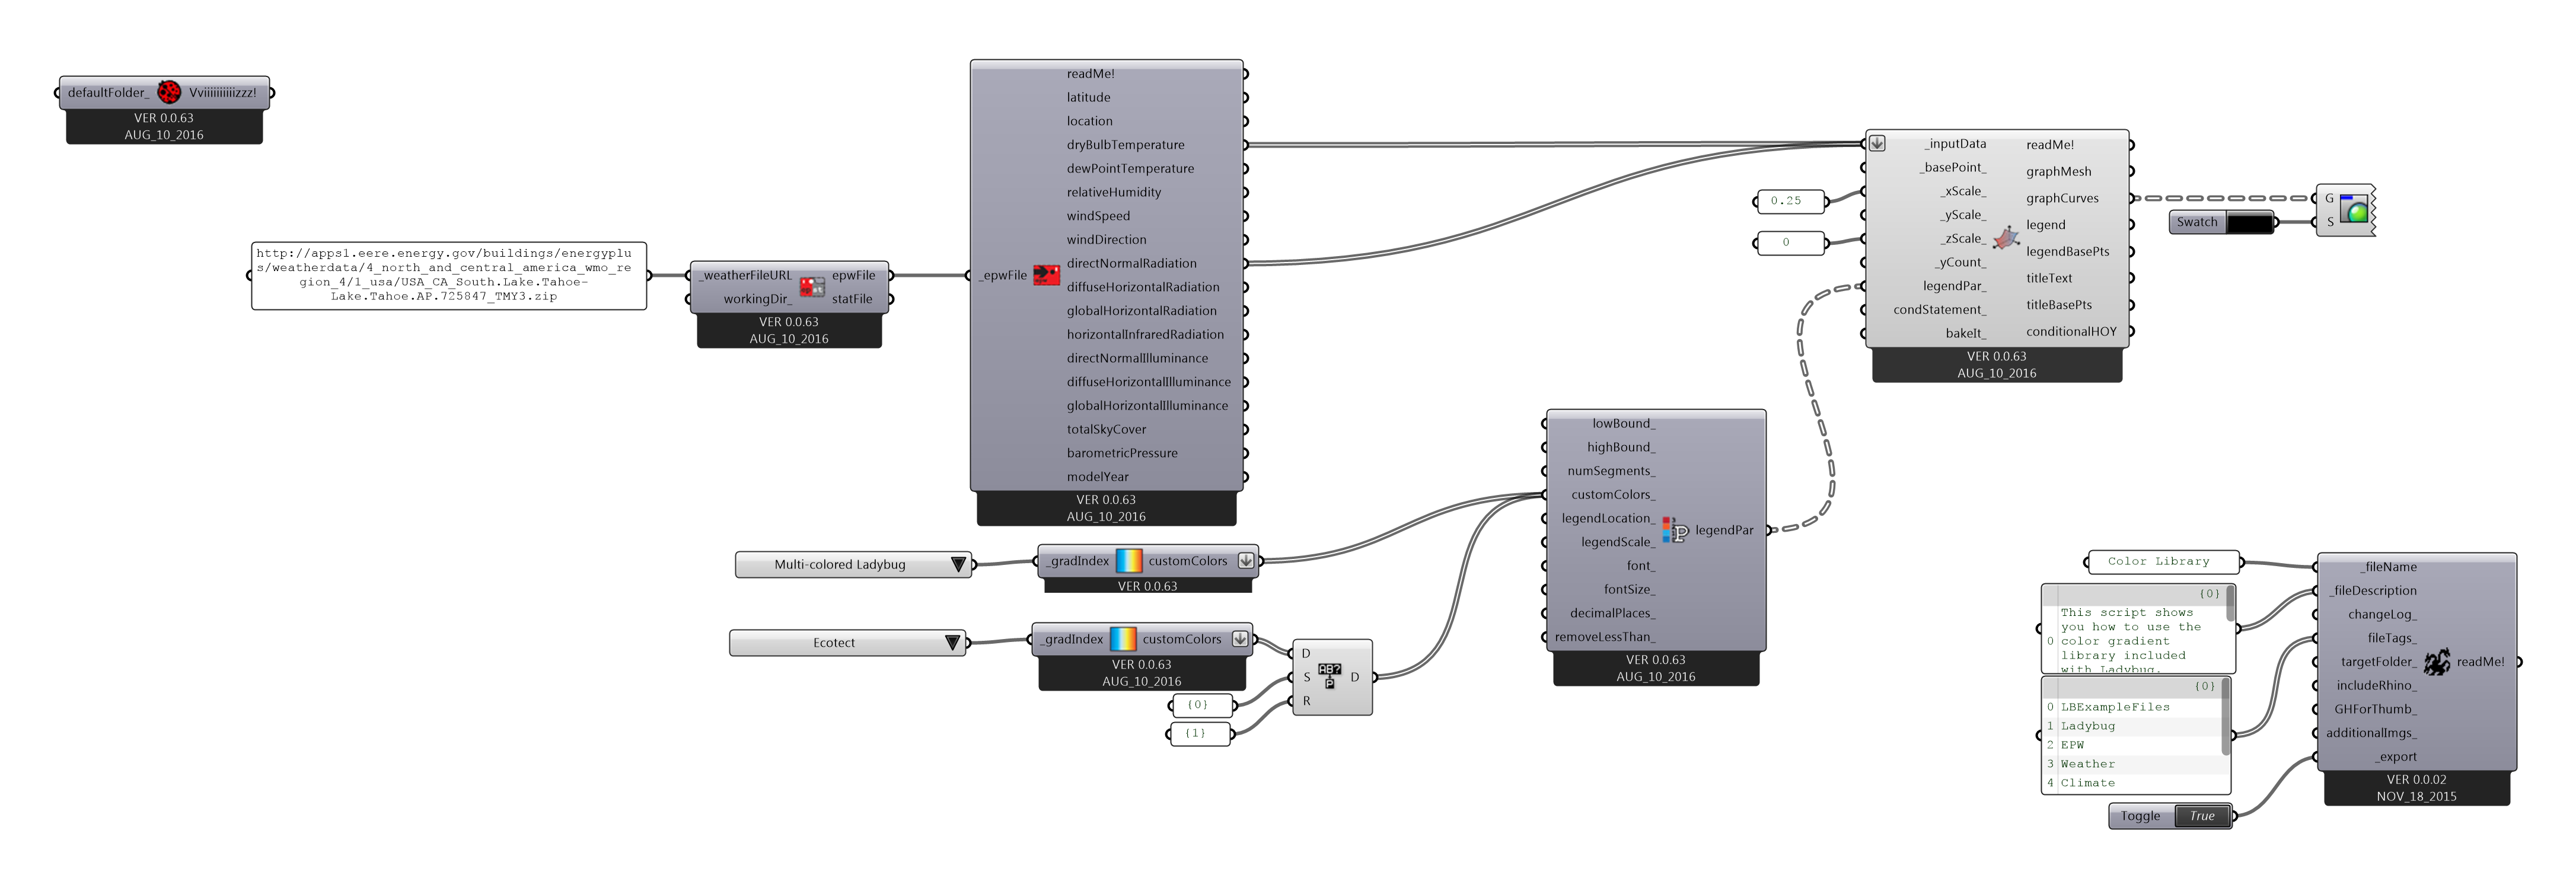 defaultFolder_ Vviiiiiiiiiizzz!
VER 0.0.63
AUG_10_2016
http://apps1.eere.energy.gov/buildings/energyplu
s/weatherdata/4_north_and_central_america_wmo_re
gion_4/1_usa/USA_CA_South.Lake.Tahoe-
Lake.Tahoe.AP.725847_TMY3.zip
_weatherFileURL epwFile
workingDir_ statFile
VER 0.0.63
AUG_10_2016
_epwFile
readMe!
latitude
location
dryBulbTemperature
dewPointTemperature
relativeHumidity
windSpeed
windDirection
directNormalRadiation
diffuseHorizontalRadiation
globalHorizontalRadiation
horizontalInfraredRadiation
directNormalIlluminance
diffuseHorizontalIlluminance
globalHorizontalIlluminance
totalSkyCover
barometricPressure
modelYear
VER 0.0.63
AUG_10_2016
Multi-colored Ladybug
_gradIndex customColors
VER 0.0.63
Ecotect
_gradIndex customColors
VER 0.0.63
AUG_10_2016
{0}
{1}
D
S
R
AB?
P
D
lowBound_
highBound_
numSegments_
customColors_
legendLocation_
legendScale_
font_
fontSize_
decimalPlaces_
removeLessThan_
P
legendPar
VER 0.0.63
AUG_10_2016
0.25
0
_inputData
_basePoint_
_xScale_
_yScale_
_zScale_
_yCount_
legendPar_
condStatement_
bakeIt_
readMe!
graphMesh
graphCurves
legend
legendBasePts
titleText
titleBasePts
conditionalHOY
VER 0.0.63
AUG_10_2016
Swatch
G
S
Color Library
{0}
0
This script shows
you how to use the
color gradient
library included
with Ladybug.
{0}
0 LBExampleFiles
1 Ladybug
2 EPW
3 Weather
4 Climate
Toggle True
_fileName
_fileDescription
changeLog_
fileTags_
targetFolder_
includeRhino_
GHForThumb_
additionalImgs_
_export
readMe!
VER 0.0.02
NOV_18_2015